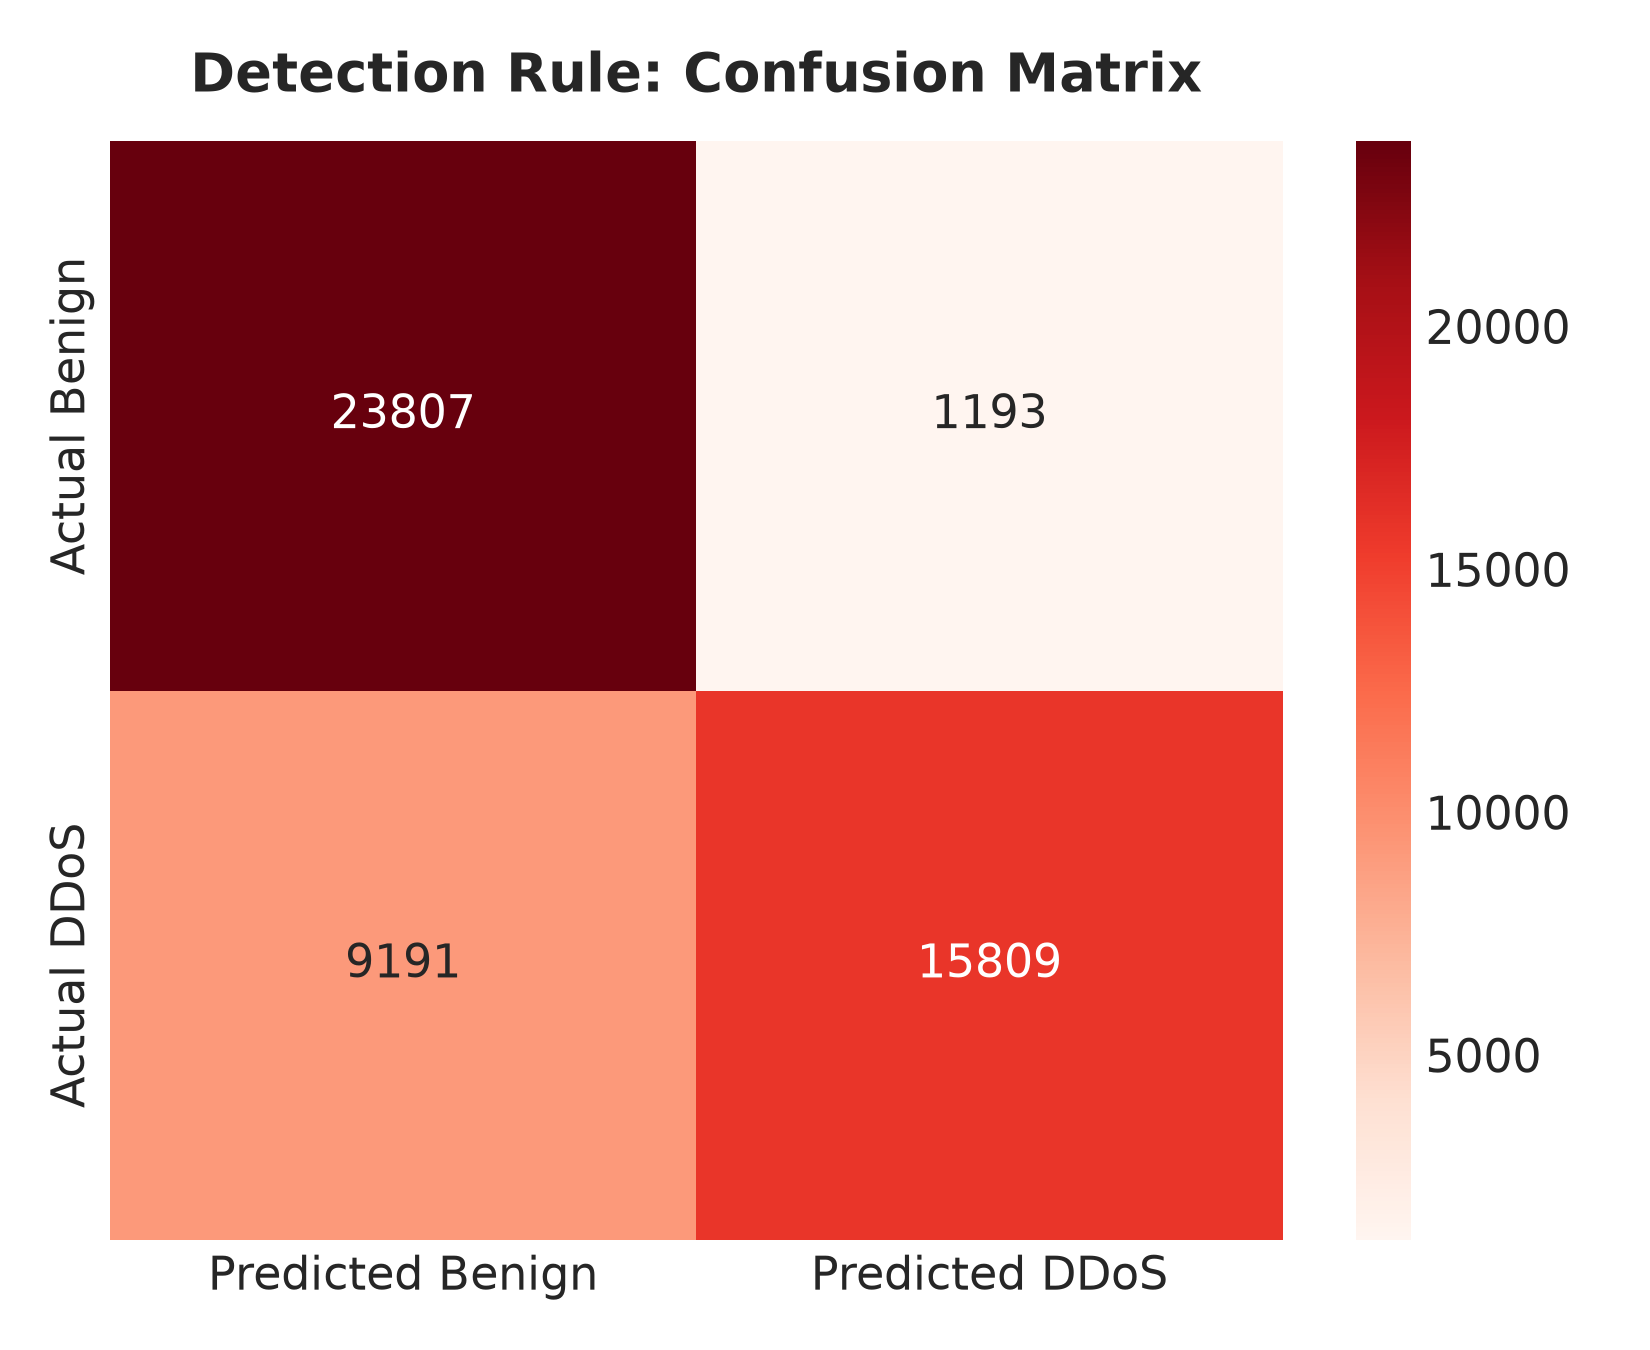 Detection Rule: Confusion Matrix
Actual Benign
23807
1193
20000
15000
Actual DDoS
9191
15809
10000
5000
Predicted Benign
Predicted DDoS